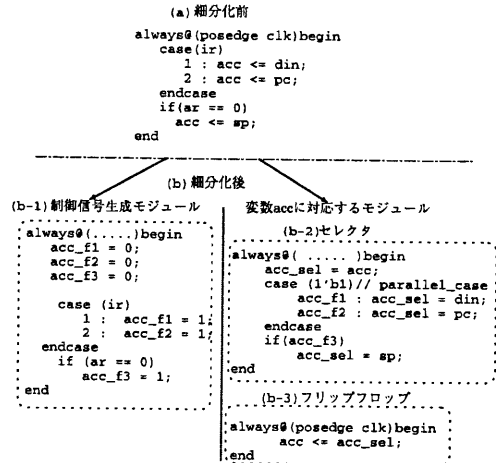 (a) 細分化前
always@(posedge clk)begin
case(ir)
1 : acc <= din;
2 : acc <= pc;
endcase
if(ar == 0)
acc <= sp;
end
(b) 細分化後
(b-1)制御信号生成モジュール
always@(.....)begin
acc_f1 = 0;
acc_f2 = 0;
acc_f3 = 0;
case (ir)
1 : acc_f1 = 1;
2 : acc_f2 = 1;
endcase
if (ar == 0)
acc_f3 = 1;
end
変数accに対応するモジュール
(b-2)セレクタ
always@( ..... )begin
acc_sel = acc;
case (1'b1)// parallel_case
acc_f1 : acc_sel = din;
acc_f2 : acc_sel = pc;
endcase
if(acc_f3)
acc_sel = sp;
end
(b-3)フリップフロップ
always@(posedge clk)begin
acc <= acc_sel;
end